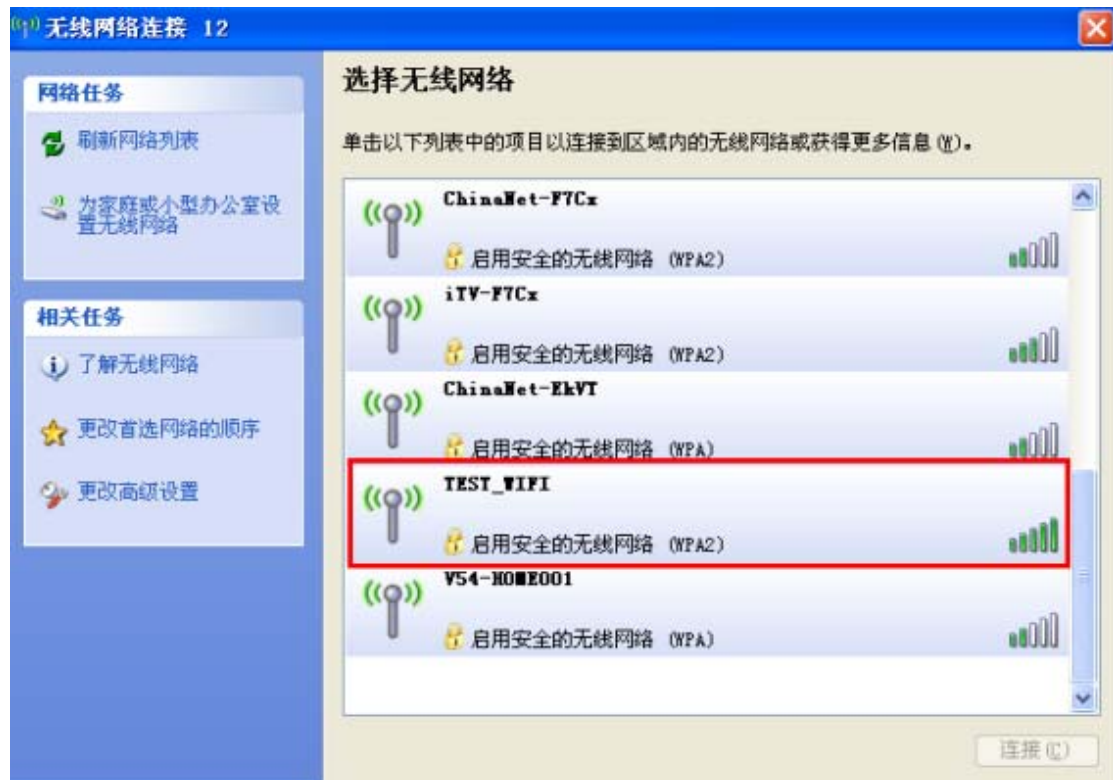 无线网络连接 12
网络任务
刷新网络列表
为家庭或小型办公室设
置无线网络
相关任务
了解无线网络
更改首选网络的顺序
更改高级设置
选择无线网络
单击以下列表中的项目以连接到区域内的无线网络或获得更多信息(W)。
ChinaNet-F7Cx
启用安全的无线网络 (WPA2)
iTV-F7Cx
启用安全的无线网络 (WPA2)
ChinaNet-EkVT
启用安全的无线网络 (WPA)
TEST_WIFI
启用安全的无线网络 (WPA2)
V54-HOME001
启用安全的无线网络 (WPA)
连接(C)